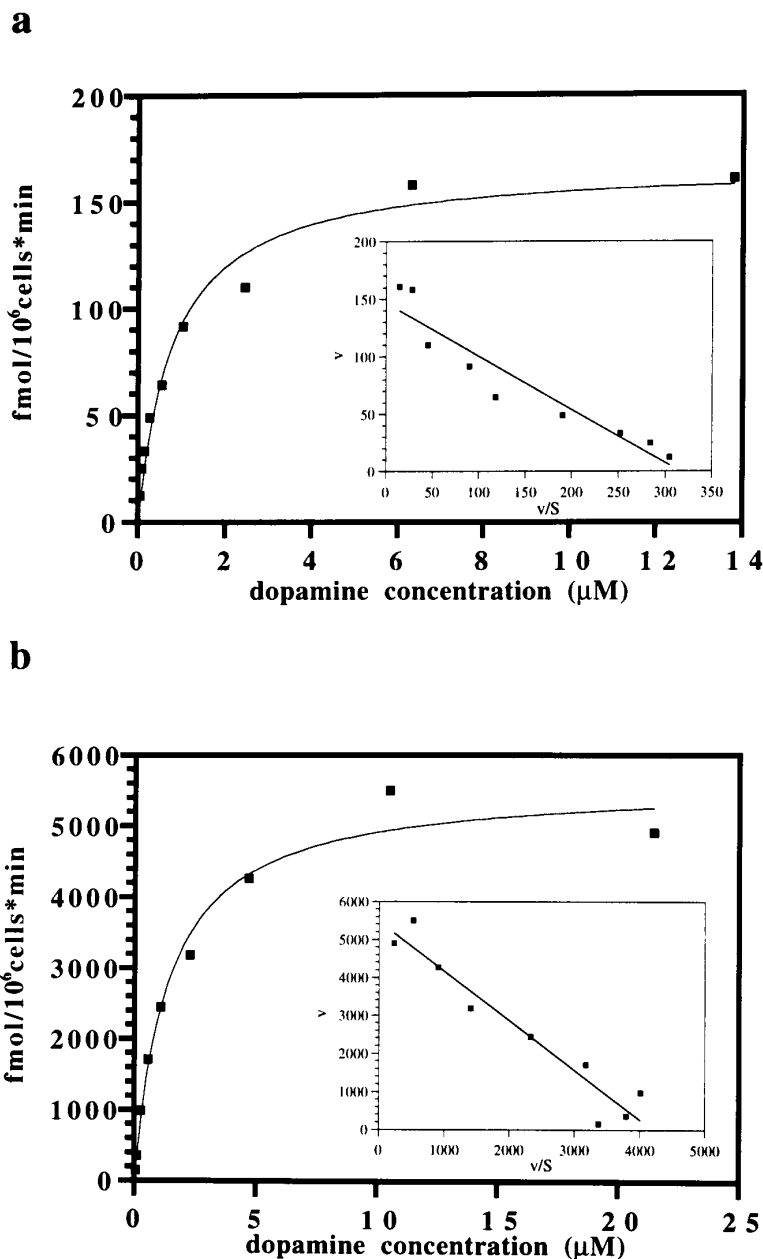 a
200
150
100
50
0
fmol/10⁶cells*min
0 2 4 6 8 10 12 14
dopamine concentration (μM)
200
150
100
50
0
v
0 50 100 150 200 250 300 350
v/S
b
6000
5000
4000
3000
2000
1000
0
fmol/10⁶cells*min
0 5 10 15 20 25
dopamine concentration (μM)
6000
5000
4000
3000
2000
1000
0
v
0 1000 2000 3000 4000 5000
v/S